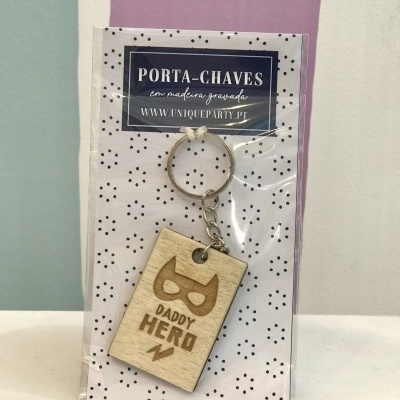 PORTA-CHAVES
em madeira gravada
WWW.UNIQUEPARTY.PT
DADDY
HERO